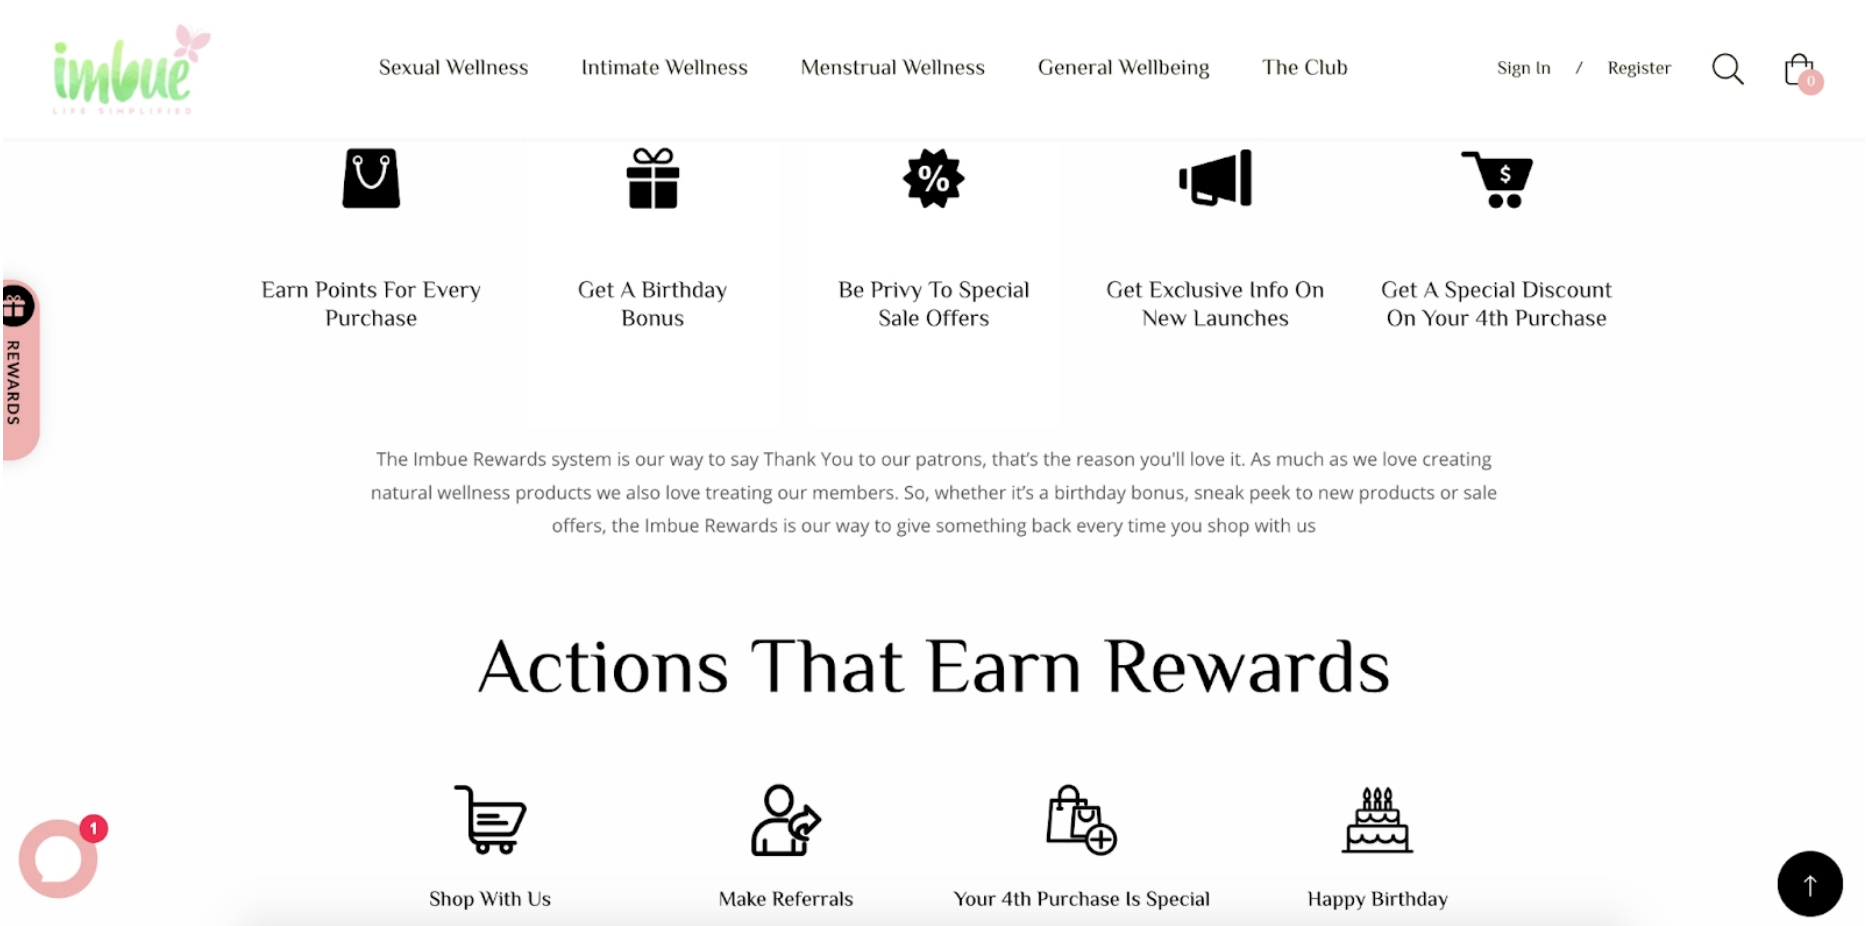 imbue
LIFE SIMPLIFIED
Sexual Wellness
Intimate Wellness
Menstrual Wellness
General Wellbeing
The Club
Sign In / Register
0
%
$
Earn Points For Every
Purchase
Get A Birthday
Bonus
Be Privy To Special
Sale Offers
Get Exclusive Info On
New Launches
Get A Special Discount
On Your 4th Purchase
REWARDS
The Imbue Rewards system is our way to say Thank You to our patrons, that’s the reason you'll love it. As much as we love creating
natural wellness products we also love treating our members. So, whether it’s a birthday bonus, sneak peek to new products or sale
offers, the Imbue Rewards is our way to give something back every time you shop with us
Actions That Earn Rewards
1
Shop With Us
Make Referrals
Your 4th Purchase Is Special
Happy Birthday